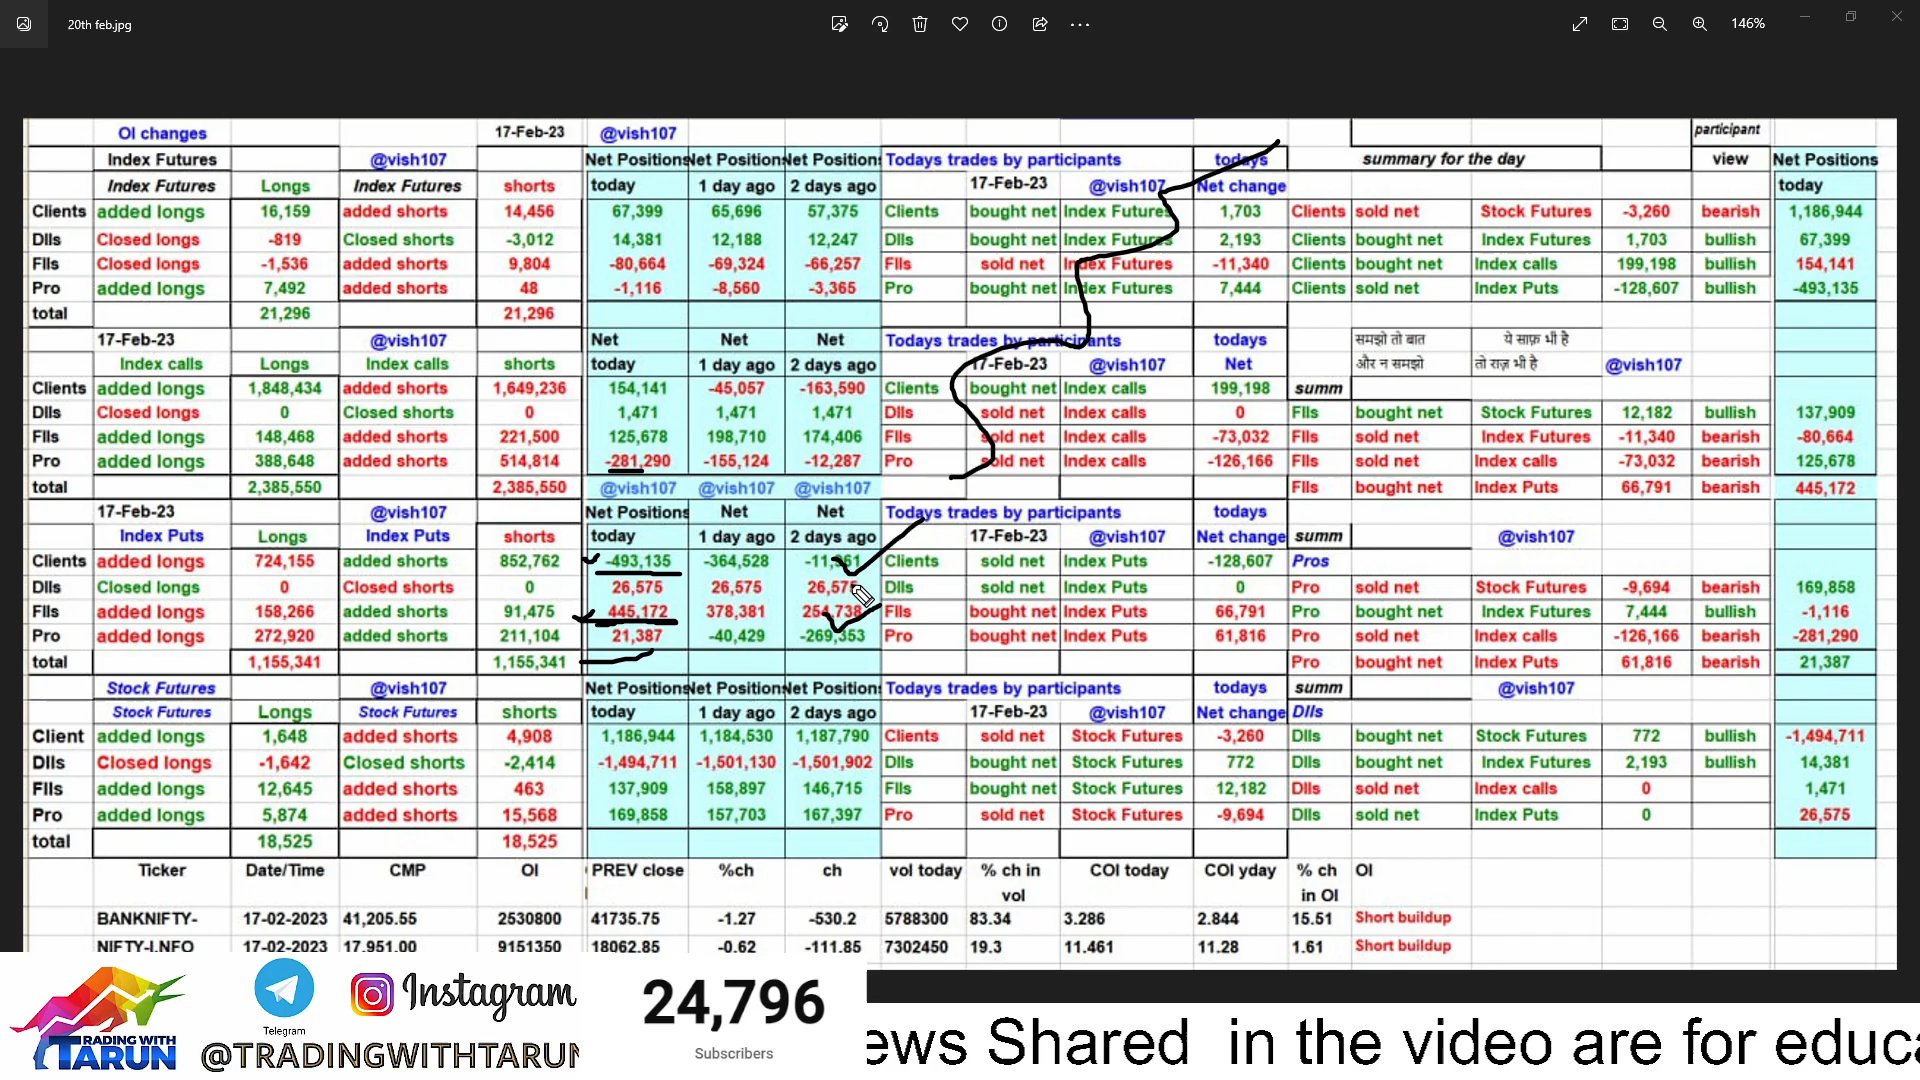 20th feb.jpg
146%
OI changes 17-Feb-23 @vish107 participant
Index Futures @vish107 Net Positions Net Positions Net Positions Todays trades by participants todays summary for the day view Net Positions
Index Futures Longs Index Futures shorts today 1 day ago 2 days ago 17-Feb-23 @vish107 Net change today
Clients added longs 16,159 added shorts 14,456 67,399 65,696 57,375 Clients bought net Index Futures 1,703 Clients sold net Stock Futures -3,260 bearish 1,186,944
DIIs Closed longs -819 Closed shorts -3,012 14,381 12,188 12,247 DIIs bought net Index Futures 2,193 Clients bought net Index Futures 1,703 bullish 67,399
FIIs Closed longs -1,536 added shorts 9,804 -80,664 -69,324 -66,257 FIIs sold net Index Futures -11,340 Clients bought net Index calls 199,198 bullish 154,141
Pro added longs 7,492 added shorts 48 -1,116 -8,560 -3,365 Pro bought net Index Futures 7,444 Clients sold net Index Puts -128,607 bullish -493,135
total 21,296 21,296
17-Feb-23 @vish107 Net Net Net Todays trades by participants todays समझो तो बात ये साफ़ भी है
Index calls Longs Index calls shorts today 1 day ago 2 days ago 17-Feb-23 @vish107 Net और न समझो तो राज़ भी है @vish107
Clients added longs 1,848,434 added shorts 1,649,236 154,141 -45,057 -163,590 Clients bought net Index calls 199,198 summ
DIIs Closed longs 0 Closed shorts 0 1,471 1,471 1,471 DIIs sold net Index calls 0 FIIs bought net Stock Futures 12,182 bullish 137,909
FIIs added longs 148,468 added shorts 221,500 125,678 198,710 174,406 FIIs sold net Index calls -73,032 FIIs sold net Index Futures -11,340 bearish -80,664
Pro added longs 388,648 added shorts 514,814 -281,290 -155,124 -12,287 Pro sold net Index calls -126,166 FIIs sold net Index calls -73,032 bearish 125,678
total 2,385,550 2,385,550 @vish107 @vish107 @vish107 FIIs bought net Index Puts 66,791 bearish 445,172
17-Feb-23 @vish107 Net Positions Net Net Todays trades by participants todays
Index Puts Longs Index Puts shorts today 1 day ago 2 days ago 17-Feb-23 @vish107 Net change summ @vish107
Clients added longs 724,155 added shorts 852,762 -493,135 -364,528 Clients sold net Index Puts -128,607 Pros
DIIs Closed longs 0 Closed shorts 0 26,575 26,575 26,575 DIIs sold net Index Puts 0 Pro sold net Stock Futures -9,694 bearish 169,858
FIIs added longs 158,266 added shorts 91,475 445,172 378,381 254,738 FIIs bought net Index Puts 66,791 Pro bought net Index Futures 7,444 bullish -1,116
Pro added longs 272,920 added shorts 211,104 21,387 -40,429 -269,353 Pro bought net Index Puts 61,816 Pro sold net Index calls -126,166 bearish -281,290
total 1,155,341 1,155,341 Pro bought net Index Puts 61,816 bearish 21,387
Stock Futures @vish107 Net Positions Net Positions Net Positions Todays trades by participants todays summ @vish107
Stock Futures Longs Stock Futures shorts today 1 day ago 2 days ago 17-Feb-23 @vish107 Net change DIIs
Client added longs 1,648 added shorts 4,908 1,186,944 1,184,530 1,187,790 Clients sold net Stock Futures -3,260 DIIs bought net Stock Futures 772 bullish -1,494,711
DIIs Closed longs -1,642 Closed shorts -2,414 -1,494,711 -1,501,130 -1,501,902 DIIs bought net Stock Futures 772 DIIs bought net Index Futures 2,193 bullish 14,381
FIIs added longs 12,645 added shorts 463 137,909 158,897 146,715 FIIs bought net Stock Futures 12,182 DIIs sold net Index calls 0 1,471
Pro added longs 5,874 added shorts 15,568 169,858 157,703 167,397 Pro sold net Stock Futures -9,694 DIIs sold net Index Puts 0 26,575
total 18,525 18,525
Ticker Date/Time CMP OI PREV close %ch ch vol today % ch in COI today COI yday % ch OI
vol in OI
BANKNIFTY- 17-02-2023 41,205.55 2530800 41735.75 -1.27 -530.2 5788300 83.34 3.286 2.844 15.51 Short buildup
NIFTY-I.NFO 17-02-2023 17,951.00 9151350 18062.85 -0.62 -111.85 7302450 19.3 11.461 11.28 1.61 Short buildup
TRADING WITH
TARUN
Telegram
Instagram
@TRADINGWITHTARUN
24,796
Subscribers
ews Shared in the video are for educa